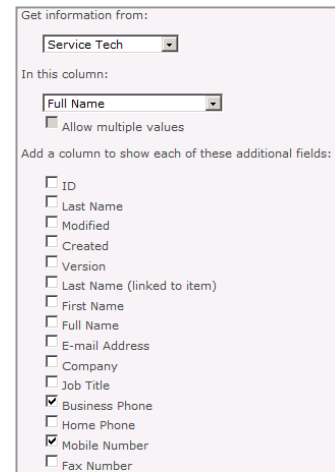 Get information from:
Service Tech
In this column:
Full Name
Allow multiple values
Add a column to show each of these additional fields:
ID
Last Name
Modified
Created
Version
Last Name (linked to item)
First Name
Full Name
E-mail Address
Company
Job Title
Business Phone
Home Phone
Mobile Number
Fax Number